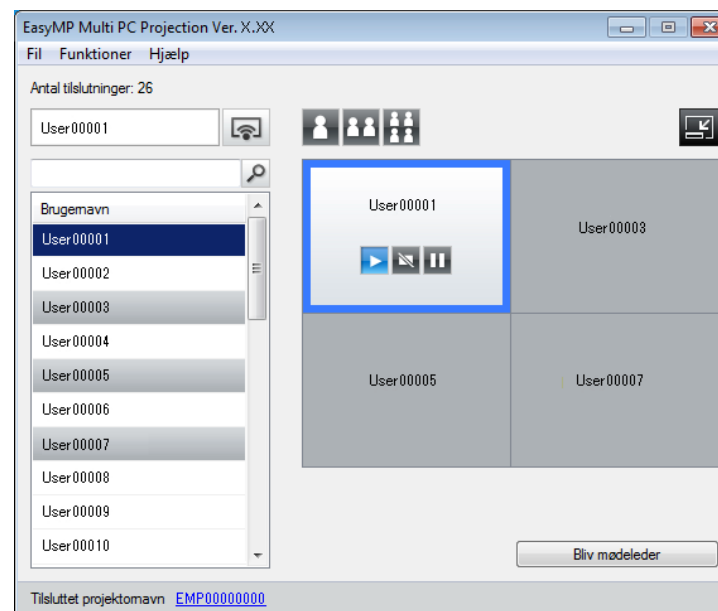 EasyMP Multi PC Projection Ver. X.XX
Fil Funktioner Hjælp
Antal tilslutninger: 26
User00001
Brugernavn
User00001
User00002
User00003
User00004
User00005
User00006
User00007
User00008
User00009
User00010
User00001
User00003
User00005
User00007
Bliv mødeleder
Tilsluttet projektornavn EMP00000000